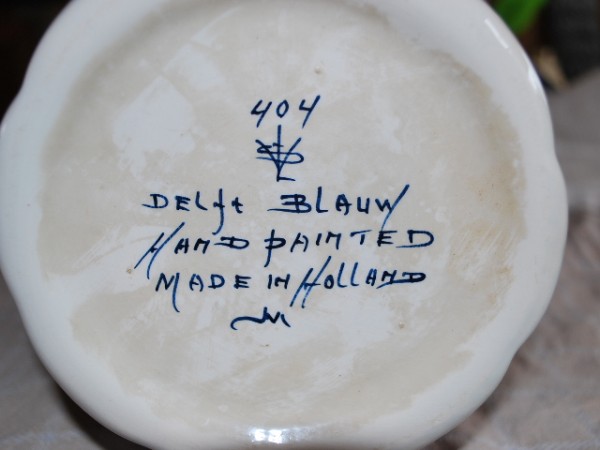 404
Delft Blauw
Hand painted
Made in Holland